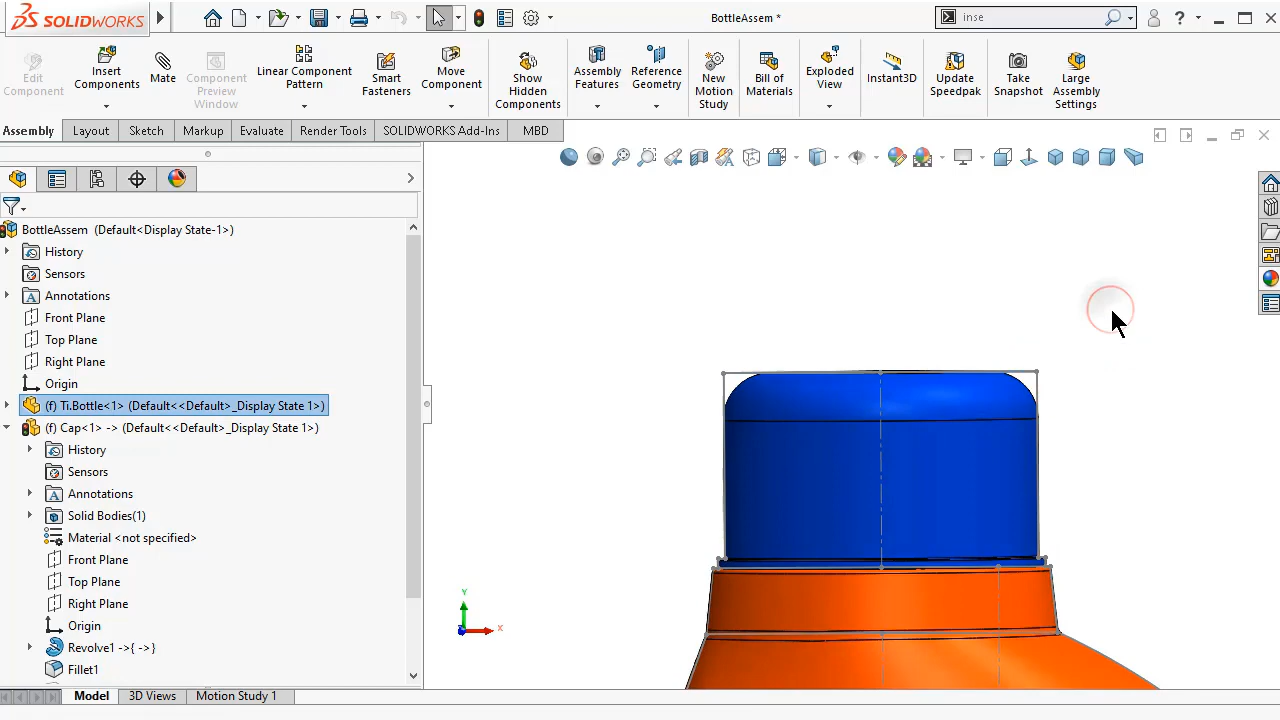 SOLIDWORKS
BottleAssem *
inse
Edit Component
Insert Components
Mate
Component Preview Window
Linear Component Pattern
Smart Fasteners
Move Component
Show Hidden Components
Assembly Features
Reference Geometry
New Motion Study
Bill of Materials
Exploded View
Instant3D
Update Speedpak
Take Snapshot
Large Assembly Settings
Assembly
Layout
Sketch
Markup
Evaluate
Render Tools
SOLIDWORKS Add-Ins
MBD
BottleAssem (Default<Display State-1>)
History
Sensors
Annotations
Front Plane
Top Plane
Right Plane
Origin
(f) Ti.Bottle<1> (Default<<Default>_Display State 1>)
(f) Cap<1> -> (Default<<Default>_Display State 1>)
History
Sensors
Annotations
Solid Bodies(1)
Material <not specified>
Front Plane
Top Plane
Right Plane
Origin
Revolve1 ->{ ->}
Fillet1
Y
X
Model
3D Views
Motion Study 1